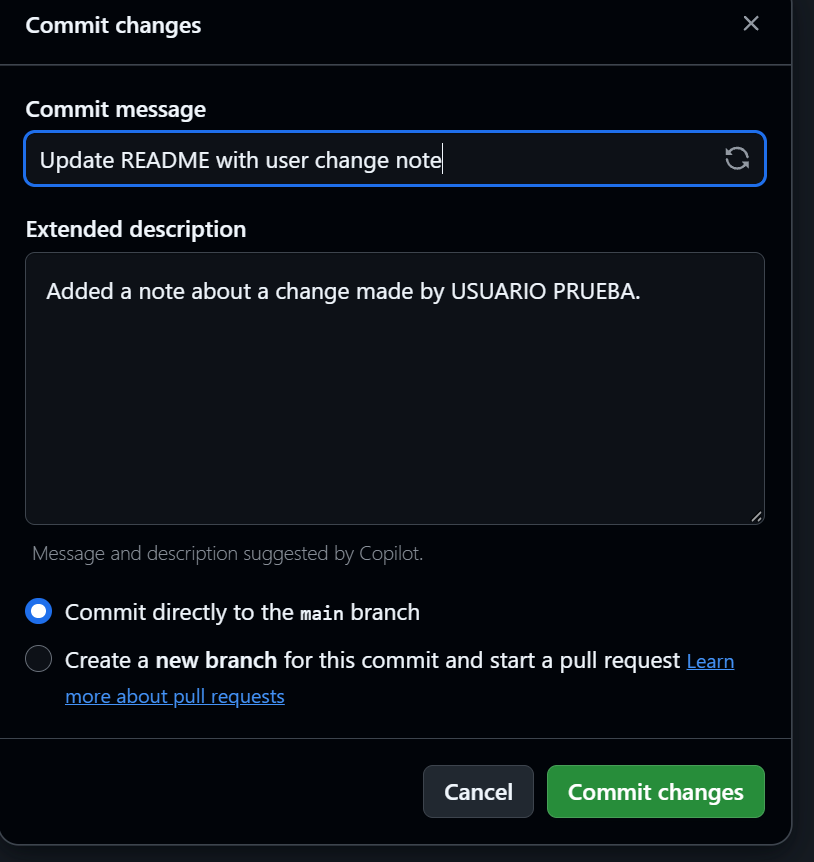 Commit changes
Commit message
Update README with user change note
Extended description
Added a note about a change made by USUARIO PRUEBA.
Message and description suggested by Copilot.
Commit directly to the main branch
Create a new branch for this commit and start a pull request Learn
more about pull requests
Cancel
Commit changes